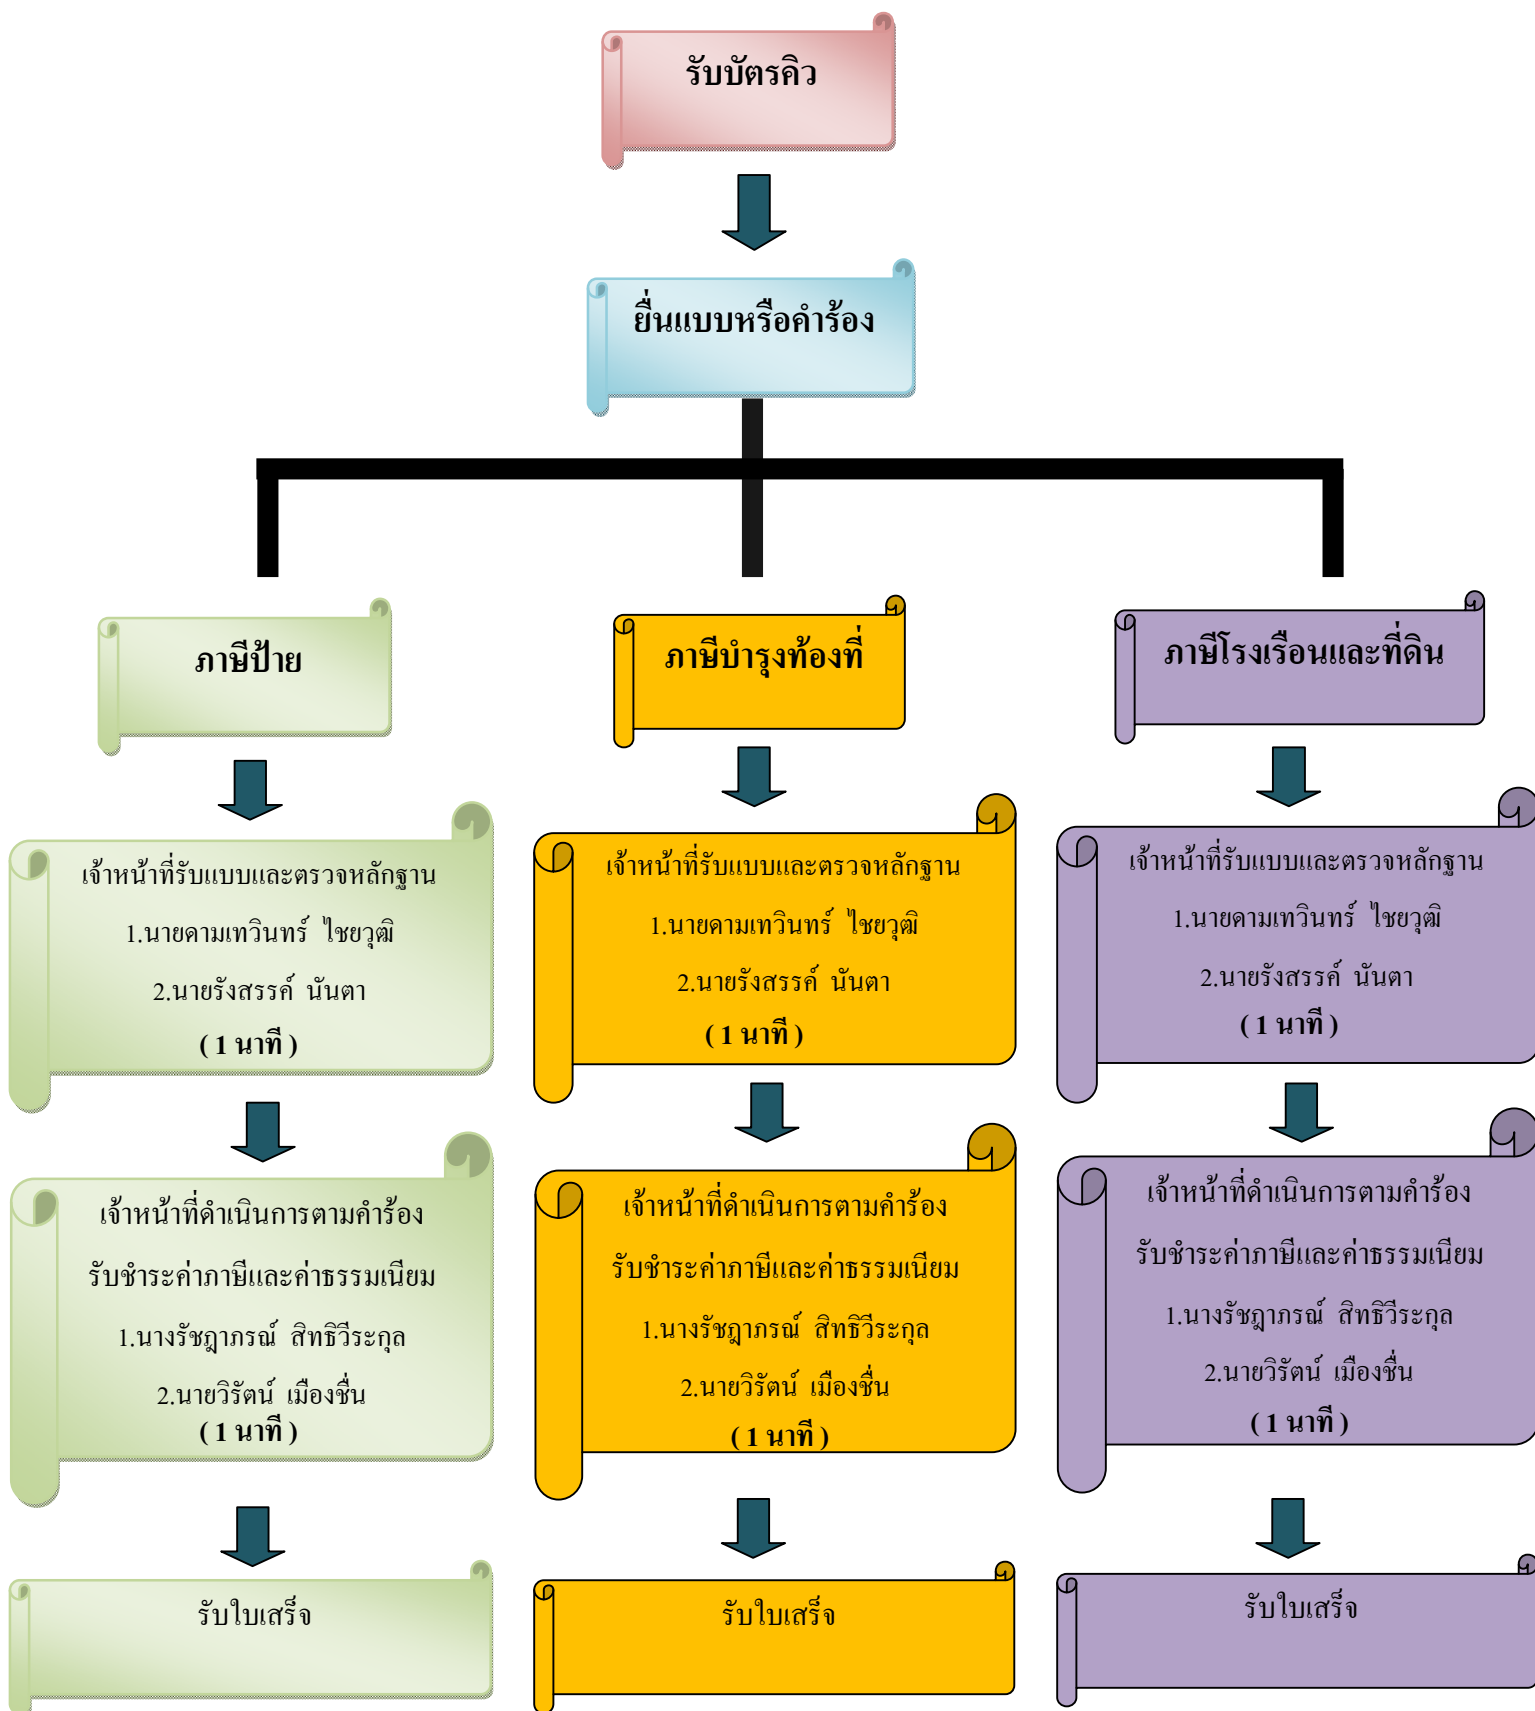 รับบัตรคิว
ยื่นแบบหรือคำร้อง
ภาษีป้าย
เจ้าหน้าที่รับแบบและตรวจหลักฐาน
1.นายดามเทวินทร์ ไชยวุฒิ
2.นายรังสรรค์ นันตา
( 1 นาที )
เจ้าหน้าที่ดำเนินการตามคำร้อง
รับชำระค่าภาษีและค่าธรรมเนียม
1.นางรัชฎาภรณ์ สิทธิวีระกุล
2.นายวิรัตน์ เมืองชื่น
( 1 นาที )
รับใบเสร็จ
ภาษีบำรุงท้องที่
เจ้าหน้าที่รับแบบและตรวจหลักฐาน
1.นายดามเทวินทร์ ไชยวุฒิ
2.นายรังสรรค์ นันตา
( 1 นาที )
เจ้าหน้าที่ดำเนินการตามคำร้อง
รับชำระค่าภาษีและค่าธรรมเนียม
1.นางรัชฎาภรณ์ สิทธิวีระกุล
2.นายวิรัตน์ เมืองชื่น
( 1 นาที )
รับใบเสร็จ
ภาษีโรงเรือนและที่ดิน
เจ้าหน้าที่รับแบบและตรวจหลักฐาน
1.นายดามเทวินทร์ ไชยวุฒิ
2.นายรังสรรค์ นันตา
( 1 นาที )
เจ้าหน้าที่ดำเนินการตามคำร้อง
รับชำระค่าภาษีและค่าธรรมเนียม
1.นางรัชฎาภรณ์ สิทธิวีระกุล
2.นายวิรัตน์ เมืองชื่น
( 1 นาที )
รับใบเสร็จ